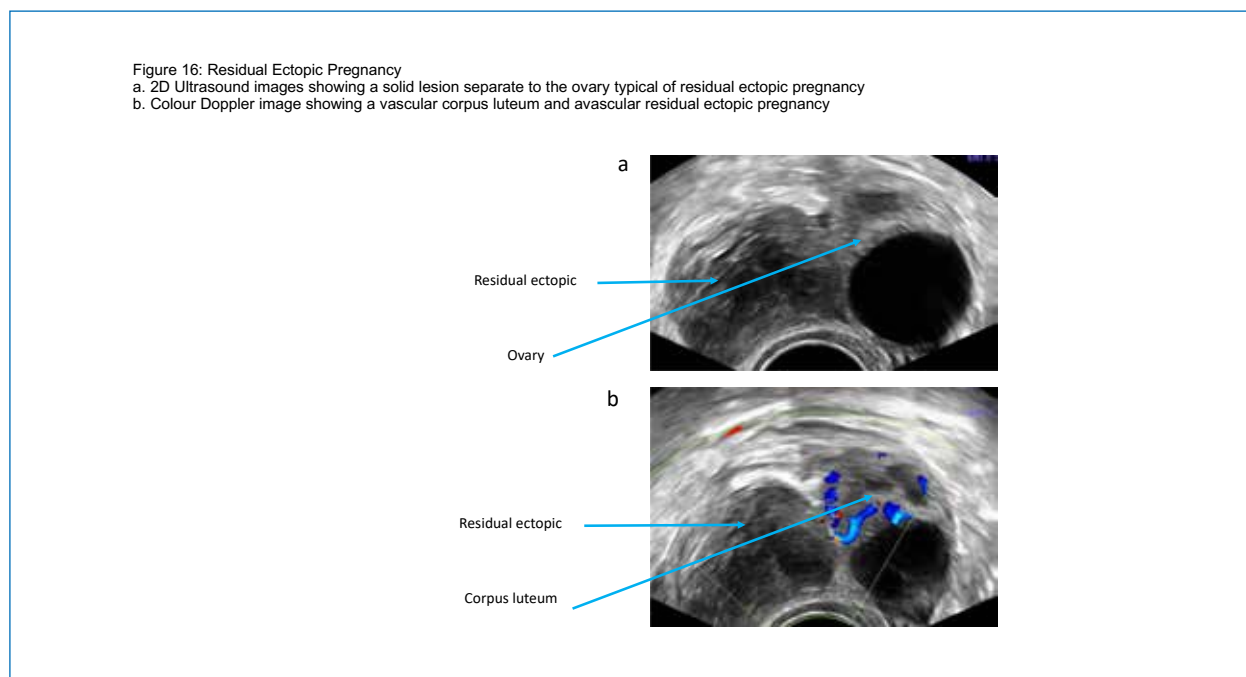 Figure 16: Residual Ectopic Pregnancy
a. 2D Ultrasound images showing a solid lesion separate to the ovary typical of residual ectopic pregnancy
b. Colour Doppler image showing a vascular corpus luteum and avascular residual ectopic pregnancy
a
Residual ectopic
Ovary
b
Residual ectopic
Corpus luteum